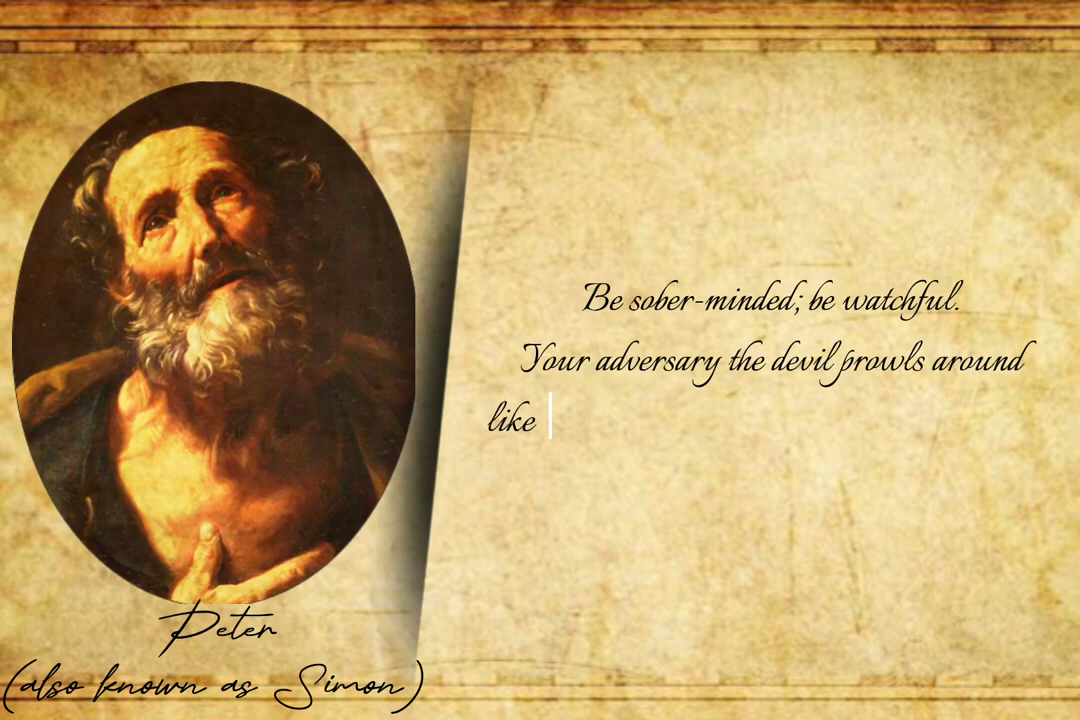 Be sober-minded; be watchful.
Your adversary the devil prowls around
like
Peter
(also known as Simon)